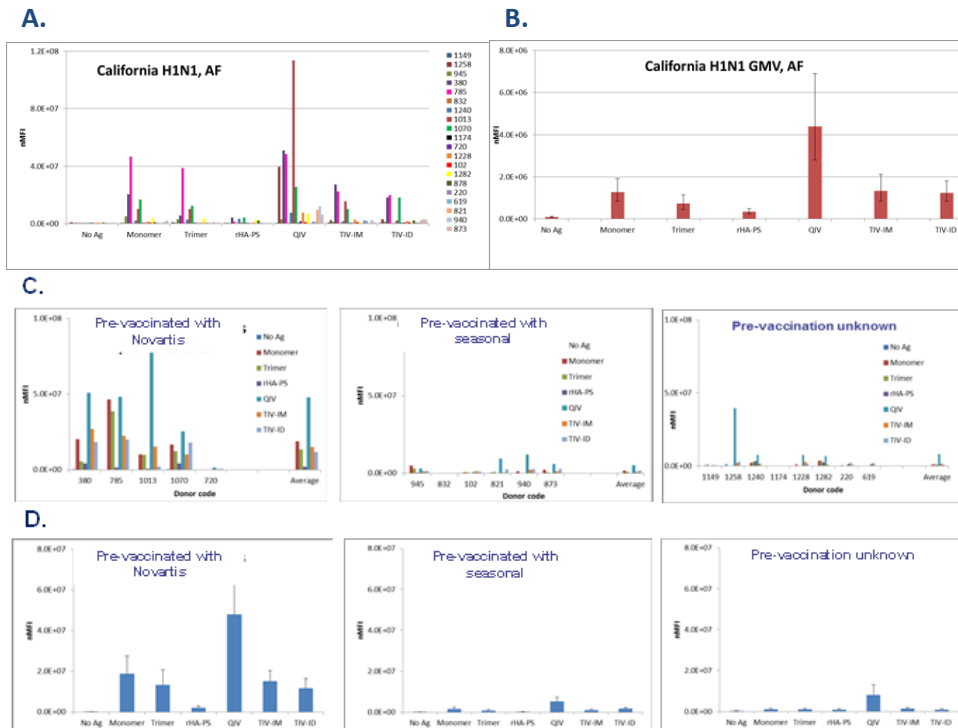 A.
B.
1.2E+08
8.0E+07
4.0E+07
0.0E+00
nMFI
California H1N1, AF
No Ag Monomer Trimer rHA-PS QIV TIV-IM TIV-ID
1149
1258
945
380
785
832
1240
1013
1070
1174
720
1228
102
1282
878
220
619
821
940
873
8.0E+06
6.0E+06
4.0E+06
2.0E+06
0.0E+00
nMFI
California H1N1 GMV, AF
No Ag Monomer Trimer rHA-PS QIV TIV-IM TIV-ID
C.
1.0E+08
5.0E+07
0.0E+00
nMFI
Pre-vaccinated with
Novartis
No Ag
Monomer
Trimer
rHA-PS
QIV
TIV-IM
TIV-ID
380 785 1013 1070 720 Average
Donor code
1.0E+08
5.0E+07
0.0E+00
nMFI
Pre-vaccinated with
seasonal
No Ag
Monomer
Trimer
rHA-PS
QIV
TIV-IM
TIV-ID
945 832 102 821 940 873 Average
Donor code
1.0E+08
5.0E+07
0.0E+00
nMFI
Pre-vaccination unknown
No Ag
Monomer
Trimer
rHA-PS
QIV
TIV-IM
TIV-ID
1149 1258 1240 1174 1228 1282 220 619 Average
Donor code
D.
8.0E+07
6.0E+07
4.0E+07
2.0E+07
0.0E+00
nMFI
Pre-vaccinated with
Novartis
No Ag Monomer Trimer rHA-PS QIV TIV-IM TIV-ID
8.0E+07
6.0E+07
4.0E+07
2.0E+07
0.0E+00
nMFI
Pre-vaccinated with
seasonal
No Ag Monomer Trimer rHA-PS QIV TIV-IM TIV-ID
8.0E+07
6.0E+07
4.0E+07
2.0E+07
0.0E+00
nMFI
Pre-vaccination unknown
No Ag Monomer Trimer rHA-PS QIV TIV-IM TIV-ID